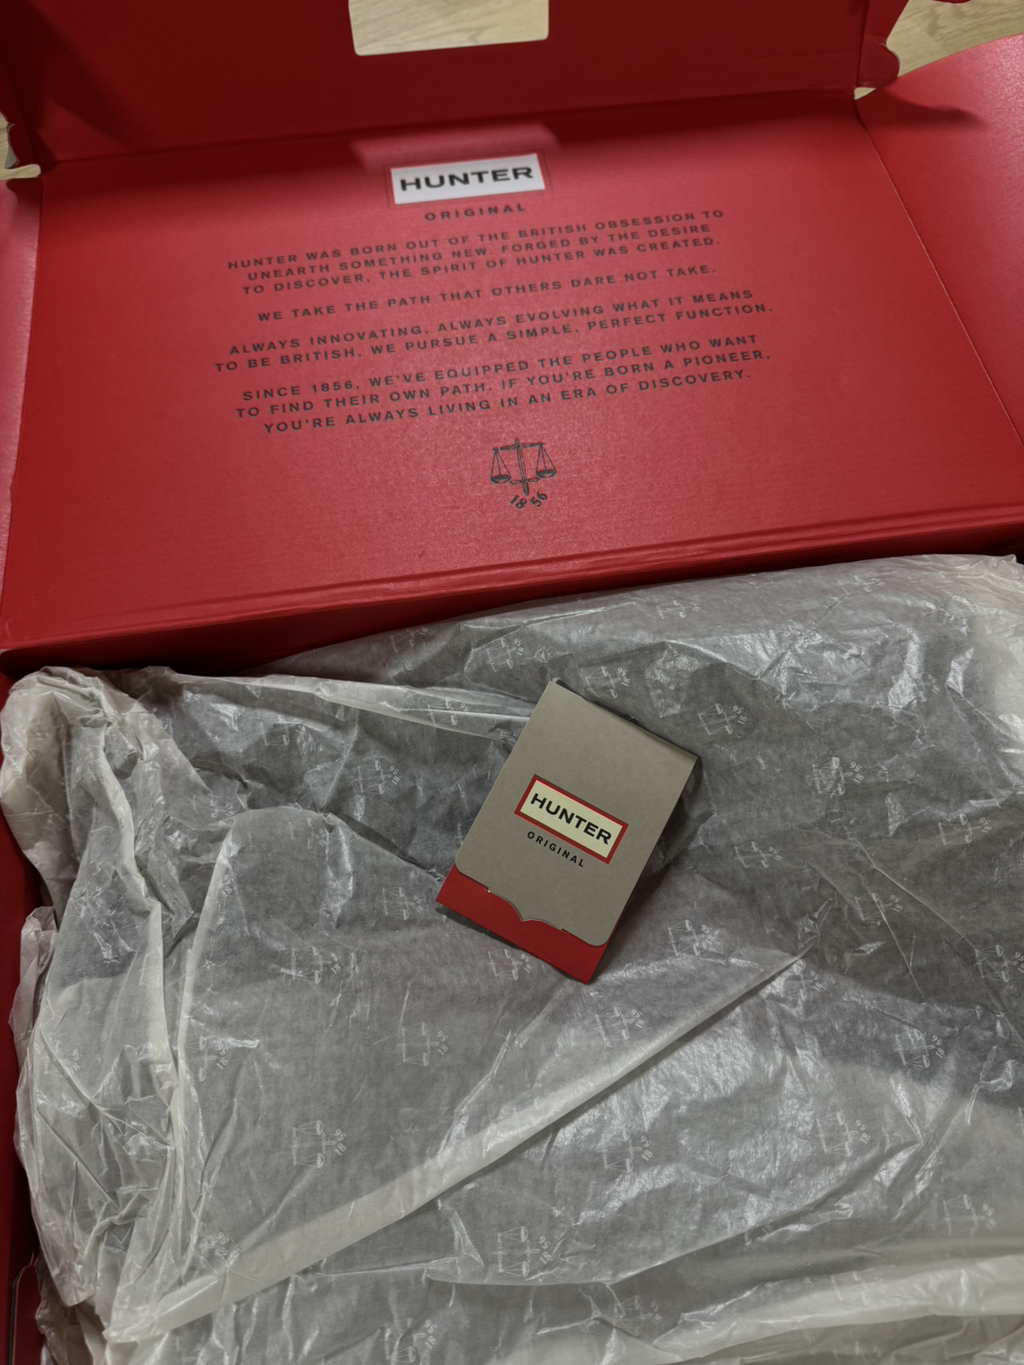 HUNTER
ORIGINAL
HUNTER WAS BORN OUT OF THE BRITISH OBSESSION TO
UNEARTH SOMETHING NEW. FORGED BY THE DESIRE
TO DISCOVER, THE SPIRIT OF HUNTER WAS CREATED.
WE TAKE THE PATH THAT OTHERS DARE NOT TAKE.
ALWAYS INNOVATING, ALWAYS EVOLVING WHAT IT MEANS
TO BE BRITISH, WE PURSUE A SIMPLE, PERFECT FUNCTION.
SINCE 1856, WE'VE EQUIPPED THE PEOPLE WHO WANT
TO FIND THEIR OWN PATH. IF YOU'RE BORN A PIONEER,
YOU'RE ALWAYS LIVING IN AN ERA OF DISCOVERY.
1856
HUNTER
ORIGINAL